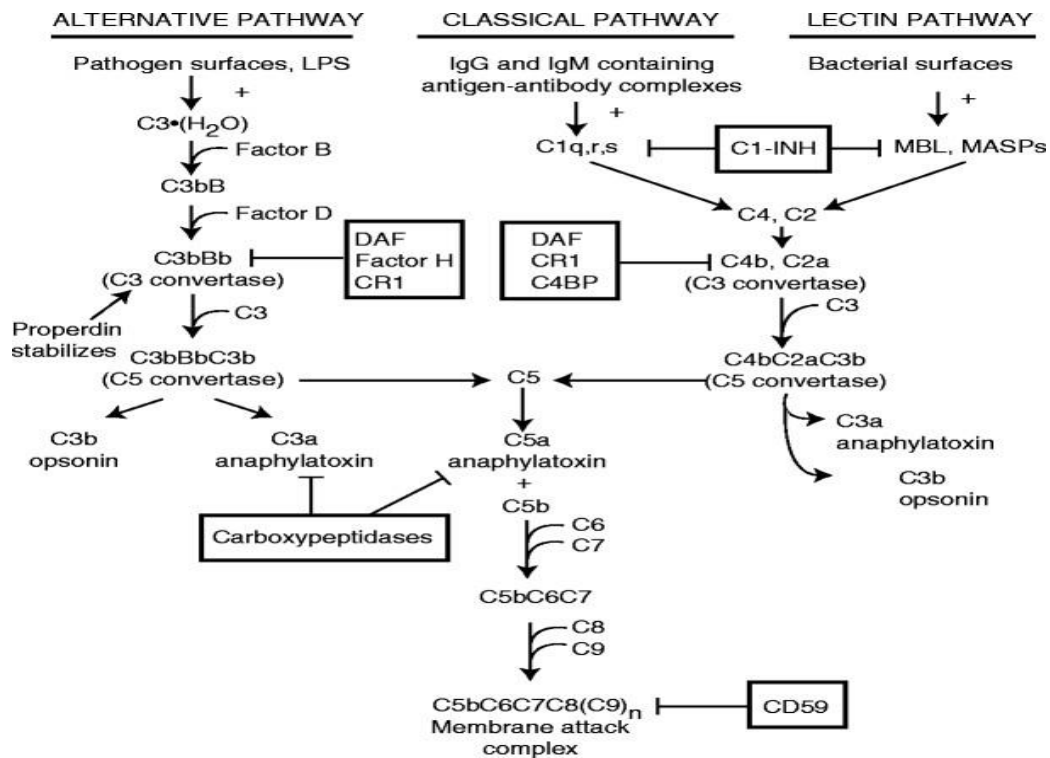 ALTERNATIVE PATHWAY
CLASSICAL PATHWAY
LECTIN PATHWAY
Pathogen surfaces, LPS
+
C3•(H2O)
Factor B
C3bB
Factor D
C3bBb
(C3 convertase)
Properdin
stabilizes
C3
C3bBbC3b
(C5 convertase)
C3b
opsonin
C3a
anaphylatoxin
DAF
Factor H
CR1
Carboxypeptidases
IgG and IgM containing
antigen-antibody complexes
+
C1q,r,s
C1-INH
Bacterial surfaces
+
MBL, MASPs
C4, C2
DAF
CR1
C4BP
C4b, C2a
(C3 convertase)
C3
C4bC2aC3b
(C5 convertase)
C3a
anaphylatoxin
C3b
opsonin
C5
C5a
anaphylatoxin
+
C5b
C6
C7
C5bC6C7
C8
C9
C5bC6C7C8(C9)n
Membrane attack
complex
CD59